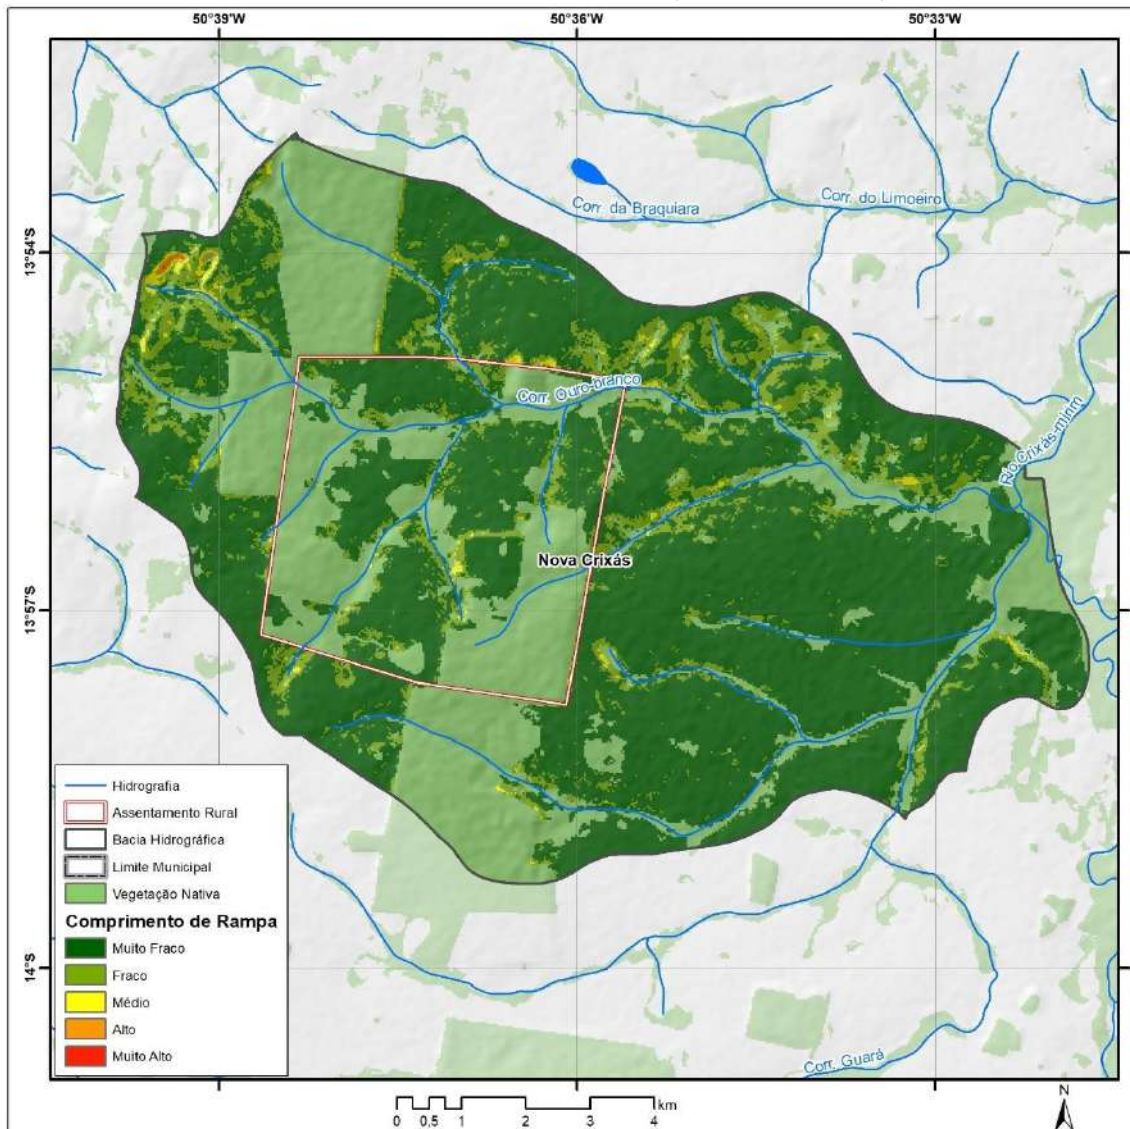 50°39'W
50°36'W
50°33'W
13°54'S
13°57'S
14°S
Corr. da Braquiara
Corr. do Limoeiro
Corr. Ouro-branco
Rio Crixás-mirim
Nova Crixás
Corr. Guará
Hidrografia
Assentamento Rural
Bacia Hidrográfica
Limite Municipal
Vegetação Nativa
Comprimento de Rampa
Muito Fraco
Fraco
Médio
Alto
Muito Alto
km
0 0,5 1 2 3 4
N